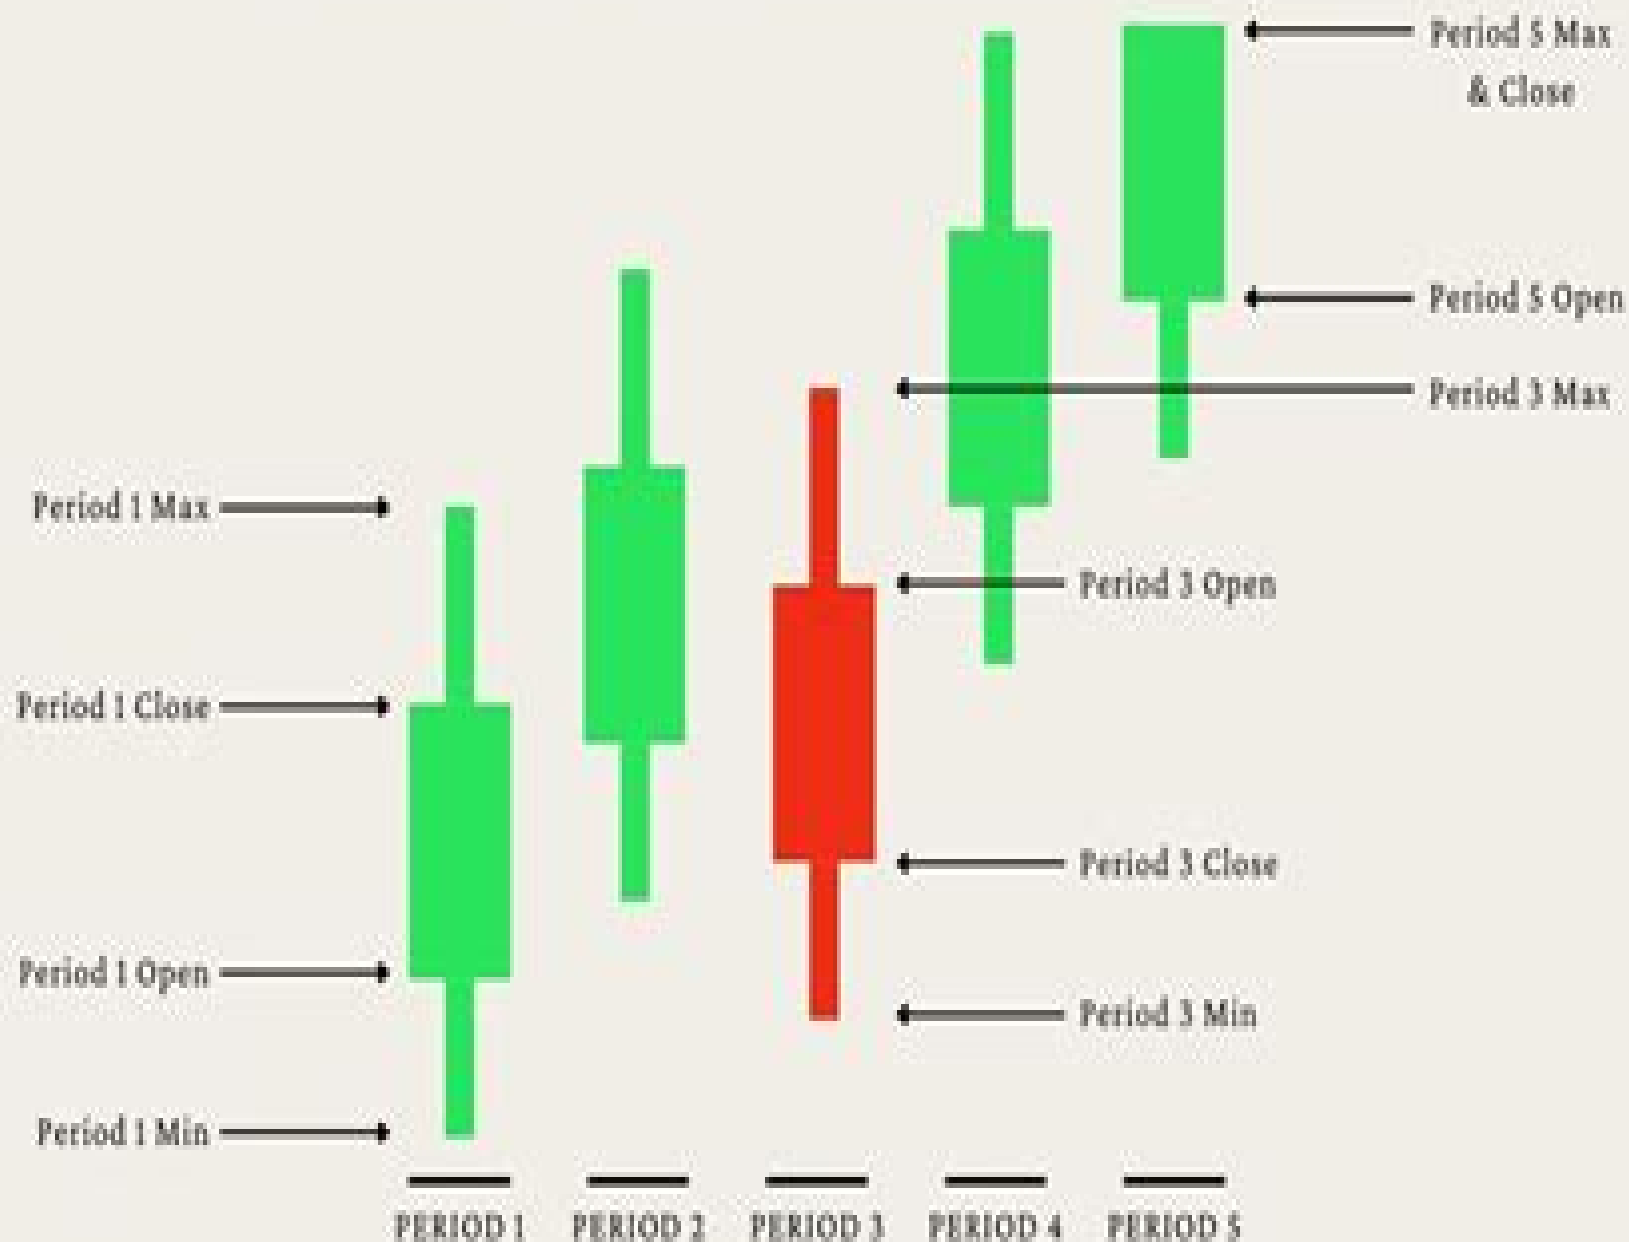 Period 5 Max
& Close
Period 5 Open
Period 3 Max
Period 1 Max
Period 3 Open
Period 1 Close
Period 3 Close
Period 1 Open
Period 3 Min
Period 1 Min
PERIOD 1 PERIOD 2 PERIOD 3 PERIOD 4 PERIOD 5